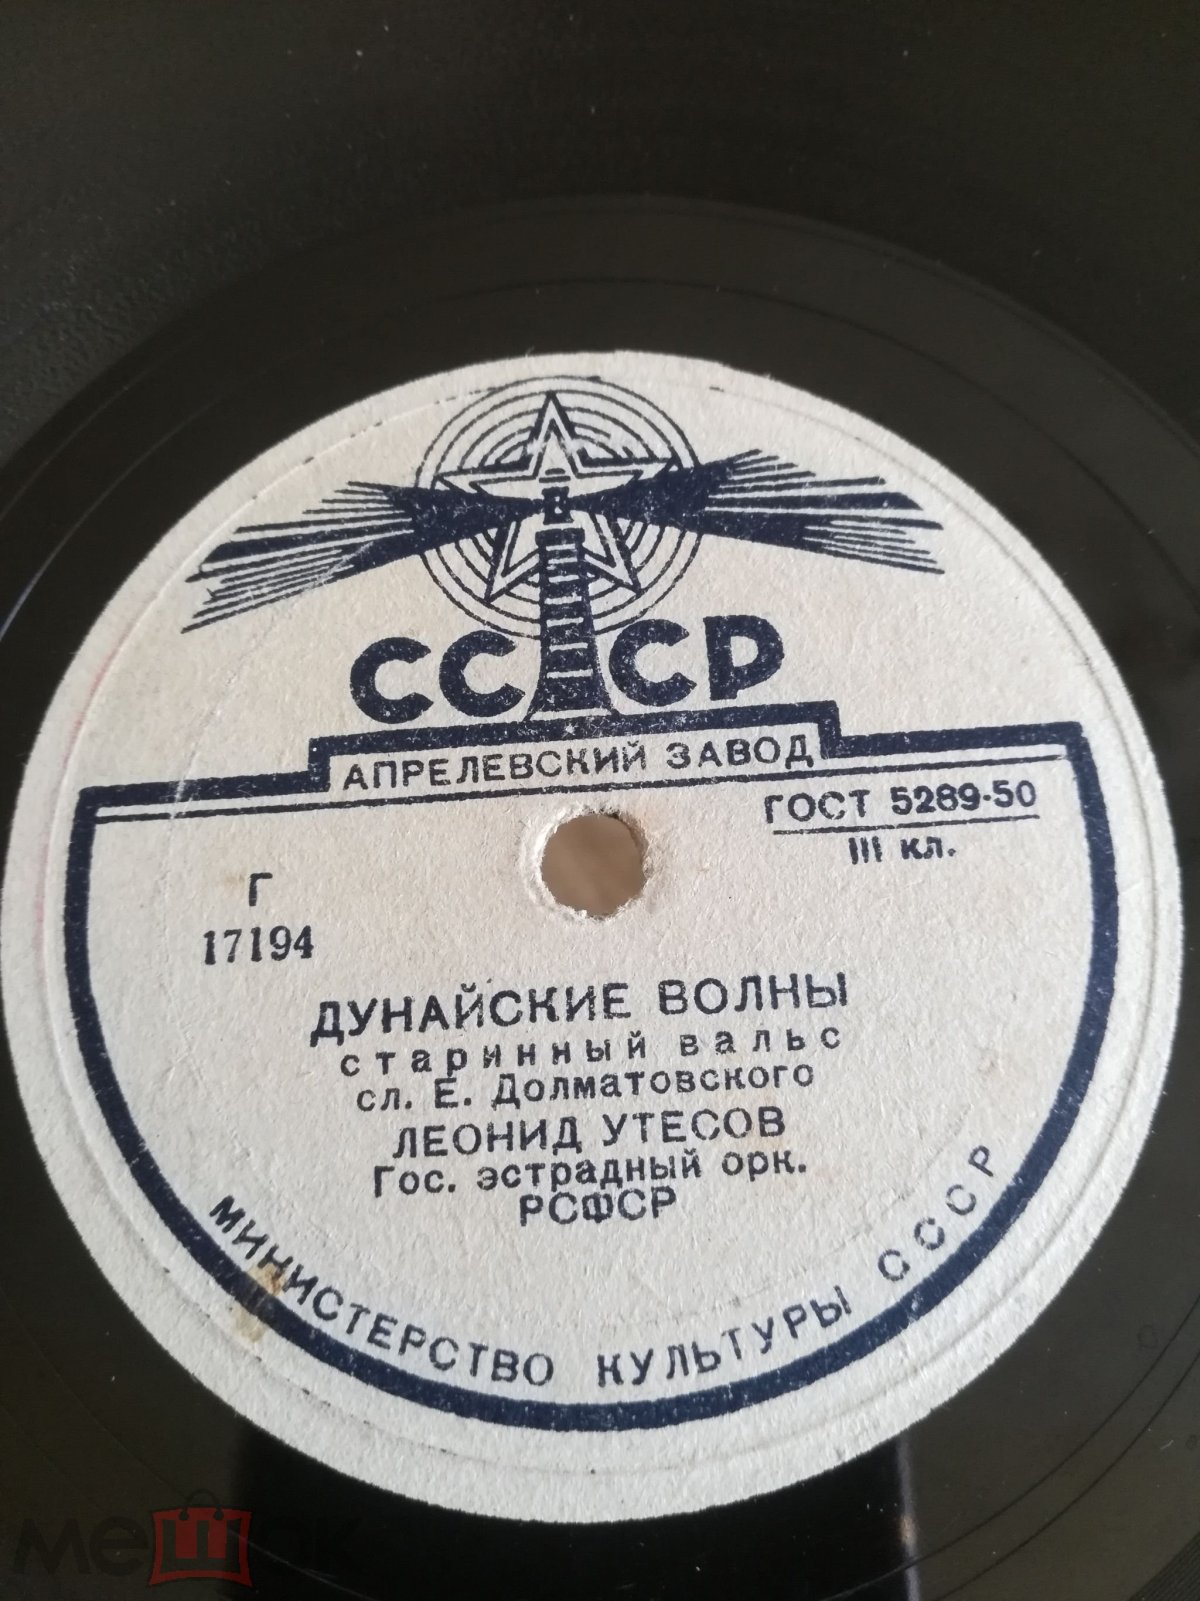 СССР
АПРЕЛЕВСКИЙ ЗАВОД
ГОСТ 5289-50
III кл.
Г
17194
ДУНАЙСКИЕ ВОЛНЫ
старинный вальс
сл. Е. Долматовского
ЛЕОНИД УТЕСОВ
Гос. эстрадный орк.
РСФСР
МИНИСТЕРСТВО КУЛЬТУРЫ СССР
мешок